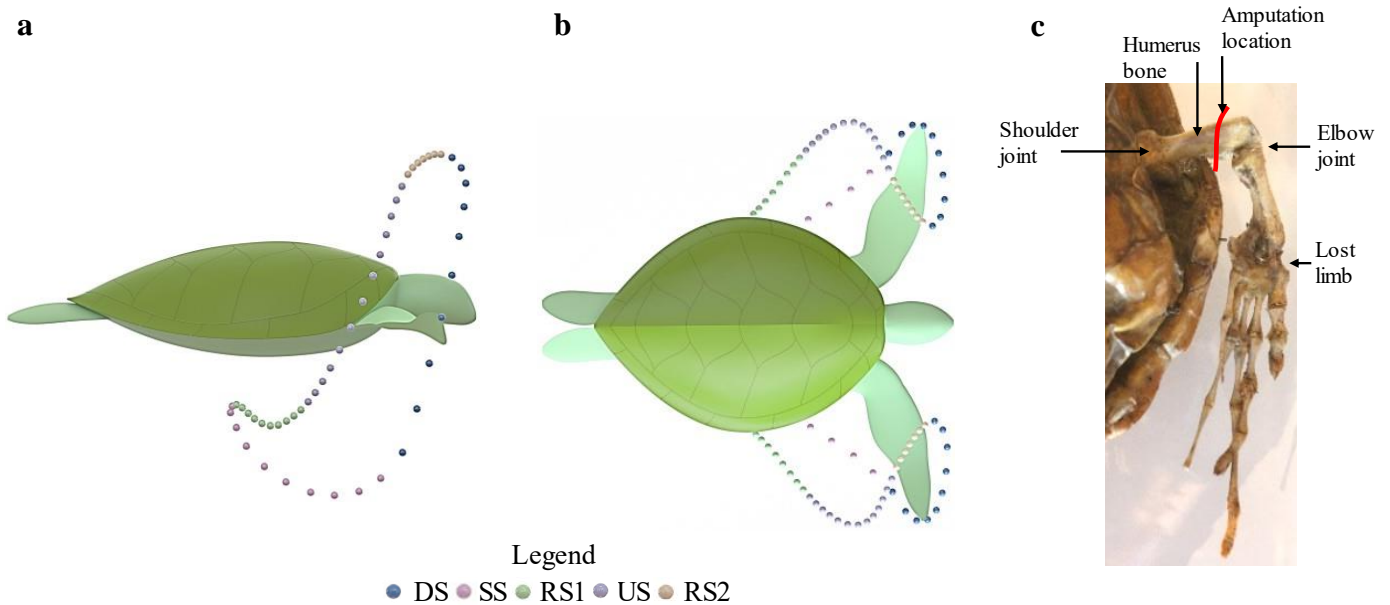 a
b
c
Amputation
location
Humerus
bone
Shoulder
joint
Elbow
joint
Lost
limb
Legend
DS SS RS1 US RS2